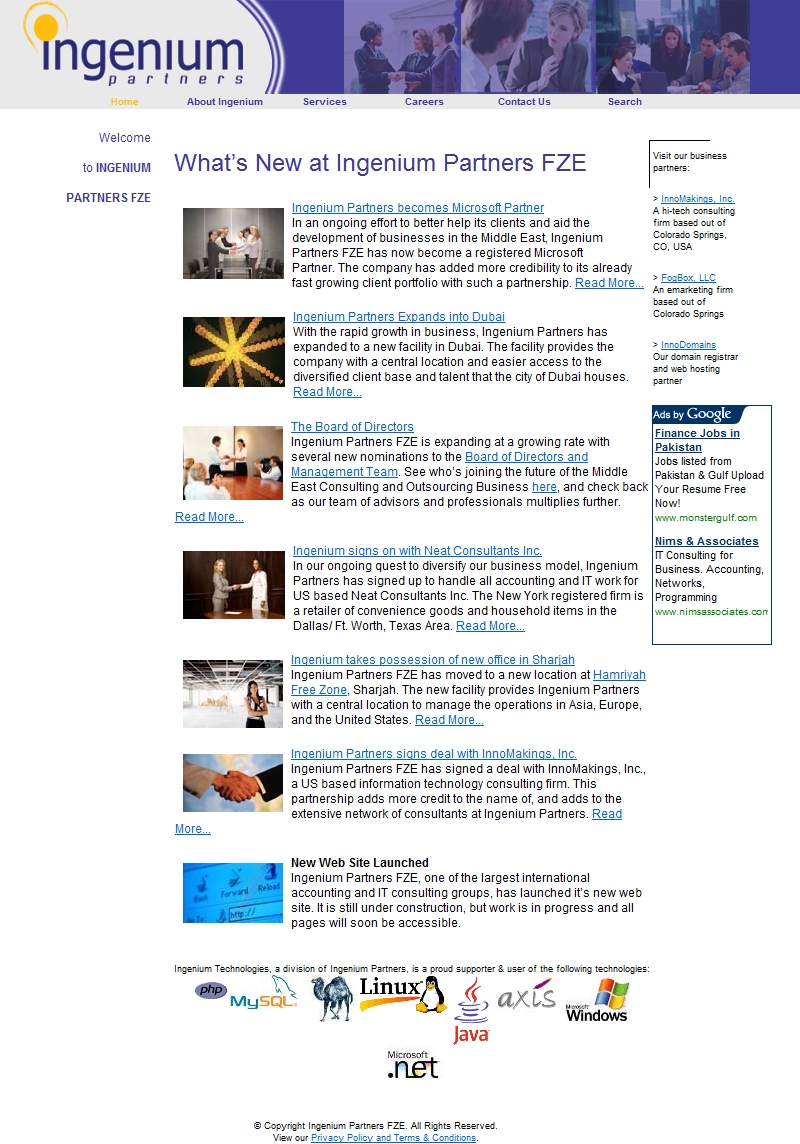 ingenium
partners
Home About Ingenium Services Careers Contact Us Search
Welcome
to INGENIUM
PARTNERS FZE
What's New at Ingenium Partners FZE
Ingenium Partners becomes Microsoft Partner
In an ongoing effort to better help its clients and aid the
development of businesses in the Middle East, Ingenium
Partners FZE has now become a registered Microsoft
Partner. The company has added more credibility to its already
fast growing client portfolio with such a partnership. Read More...
Ingenium Partners Expands into Dubai
With the rapid growth in business, Ingenium Partners has
expanded to a new facility in Dubai. The facility provides the
company with a central location and easier access to the
diversified client base and talent that the city of Dubai houses.
Read More...
The Board of Directors
Ingenium Partners FZE is expanding at a growing rate with
several new nominations to the Board of Directors and
Management Team. See who's joining the future of the Middle
East Consulting and Outsourcing Business here, and check back
as our team of advisors and professionals multiplies further.
Read More...
Ingenium signs on with Neat Consultants Inc.
In our ongoing quest to diversify our business model, Ingenium
Partners has signed up to handle all accounting and IT work for
US based Neat Consultants Inc. The New York registered firm is
a retailer of convenience goods and household items in the
Dallas/ Ft. Worth, Texas Area. Read More...
Ingenium takes possession of new office in Sharjah
Ingenium Partners FZE has moved to a new location at Hamriyah
Free Zone, Sharjah. The new facility provides Ingenium Partners
with a central location to manage the operations in Asia, Europe,
and the United States. Read More...
Ingenium Partners signs deal with InnoMakings, Inc.
Ingenium Partners FZE has signed a deal with InnoMakings, Inc.,
a US based information technology consulting firm. This
partnership adds more credit to the name of, and adds to the
extensive network of consultants at Ingenium Partners. Read
More...
Back Forward Reload
http://
New Web Site Launched
Ingenium Partners FZE, one of the largest international
accounting and IT consulting groups, has launched it's new web
site. It is still under construction, but work is in progress and all
pages will soon be accessible.
Visit our business
partners:
> InnoMakings, Inc.
A hi-tech consulting
firm based out of
Colorado Springs,
CO, USA
> FogBox, LLC
An emarketing firm
based out of
Colorado Springs
> InnoDomains
Our domain registrar
and web hosting
partner
Ads by Google
Finance Jobs in
Pakistan
Jobs listed from
Pakistan & Gulf Upload
Your Resume Free
Now!
www.monstergulf.com
Nims & Associates
IT Consulting for
Business. Accounting,
Networks,
Programming
www.nimsassociates.com
Ingenium Technologies, a division of Ingenium Partners, is a proud supporter & user of the following technologies:
php MySQL Linux Java axis Microsoft Windows
Microsoft
.net
© Copyright Ingenium Partners FZE. All Rights Reserved.
View our Privacy Policy and Terms & Conditions.